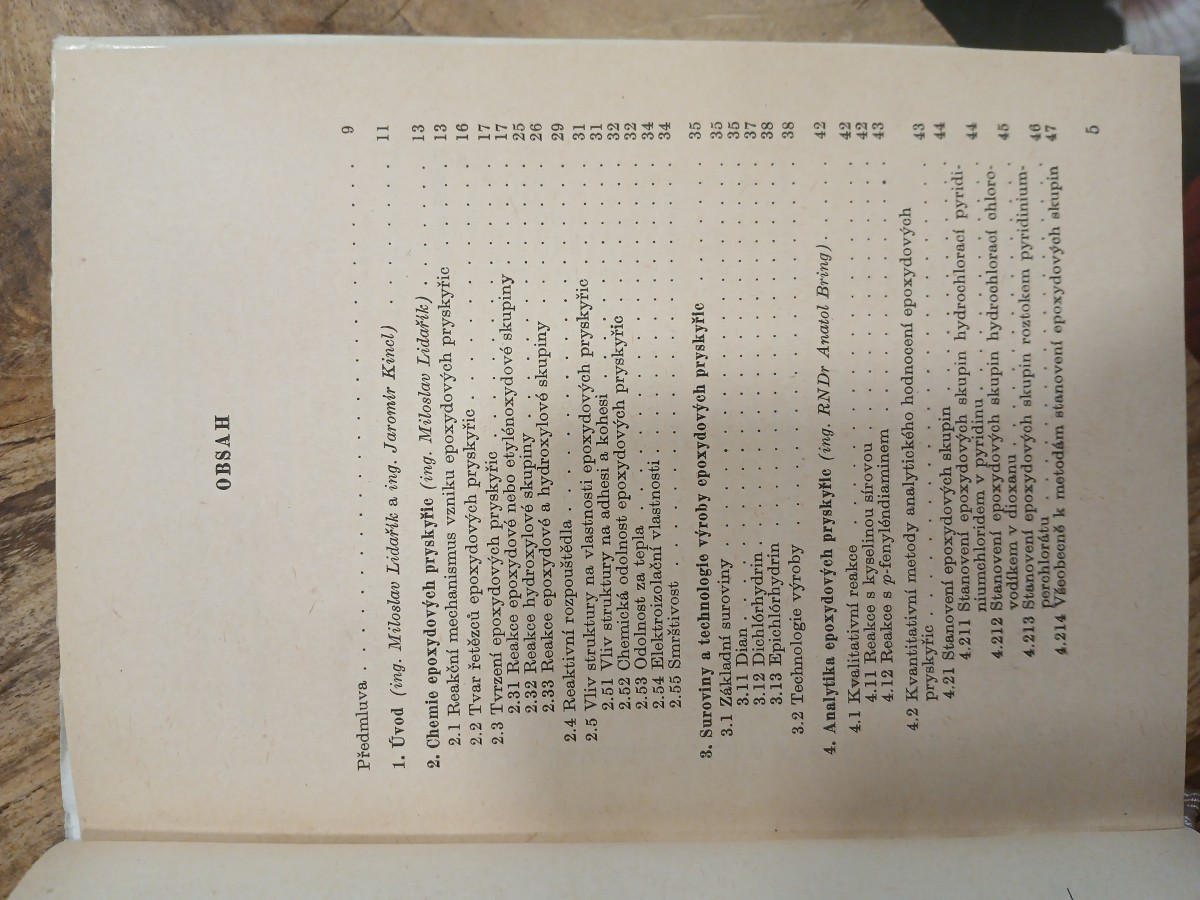 OBSAH
Předmluva . . . . . . . . . . . . . . . 9
1. Úvod (ing. Miloslav Lidařík a ing. Jaromír Kincl) . . . . . . 11
2. Chemie epoxydových pryskyřic (ing. Miloslav Lidařík) . . . . . . 13
2.1 Reakční mechanismus vzniku epoxydových pryskyřic . . . . . 13
2.2 Tvar řetězců epoxydových pryskyřic . . . . . . . . . . 16
2.3 Tvrzení epoxydových pryskyřic . . . . . . . . . . . 17
2.31 Reakce epoxydové nebo etylénoxydové skupiny . . . . . 17
2.32 Reakce hydroxylové skupiny . . . . . . . . . . . 25
2.33 Reakce epoxydové a hydroxylové skupiny . . . . . . . 26
2.4 Reaktivní rozpouštědla . . . . . . . . . . . . . 29
2.5 Vliv struktury na vlastnosti epoxydových pryskyřic . . . . . 31
2.51 Vliv struktury na adhesi a kohesi . . . . . . . . . 31
2.52 Chemická odolnost epoxydových pryskyřic . . . . . . 32
2.53 Odolnost za tepla . . . . . . . . . . . . . 32
2.54 Elektroizolační vlastnosti . . . . . . . . . . . 34
2.55 Smrštivost . . . . . . . . . . . . . . . 34
3. Suroviny a technologie výroby epoxydových pryskyřic . . . . . 35
3.1 Základní suroviny . . . . . . . . . . . . . . 35
3.11 Dian . . . . . . . . . . . . . . . . . 35
3.12 Dichlórhydrin . . . . . . . . . . . . . . 37
3.13 Epichlórhydrin . . . . . . . . . . . . . . 38
3.2 Technologie výroby . . . . . . . . . . . . . . 38
4. Analytika epoxydových pryskyřic (ing. RNDr Anatol Bring) . . . . 42
4.1 Kvalitativní reakce . . . . . . . . . . . . . . 42
4.11 Reakce s kyselinou sírovou . . . . . . . . . . . 42
4.12 Reakce s p-fenyléndiaminem . . . . . . . . . . . 43
4.2 Kvantitativní metody analytického hodnocení epoxydových
pryskyřic . . . . . . . . . . . . . . . . . 43
4.21 Stanovení epoxydových skupin . . . . . . . . . . 44
4.211 Stanovení epoxydových skupin hydrochlorací pyridi-
niumchloridem v pyridinu . . . . . . . . . . 44
4.212 Stanovení epoxydových skupin hydrochlorací chloro-
vodíkem v dioxanu . . . . . . . . . . . . 45
4.213 Stanovení epoxydových skupin roztokem pyridinium-
perchlorátu . . . . . . . . . . . . . . 46
4.214 Všeobecně k metodám stanovení epoxydových skupin 47
5